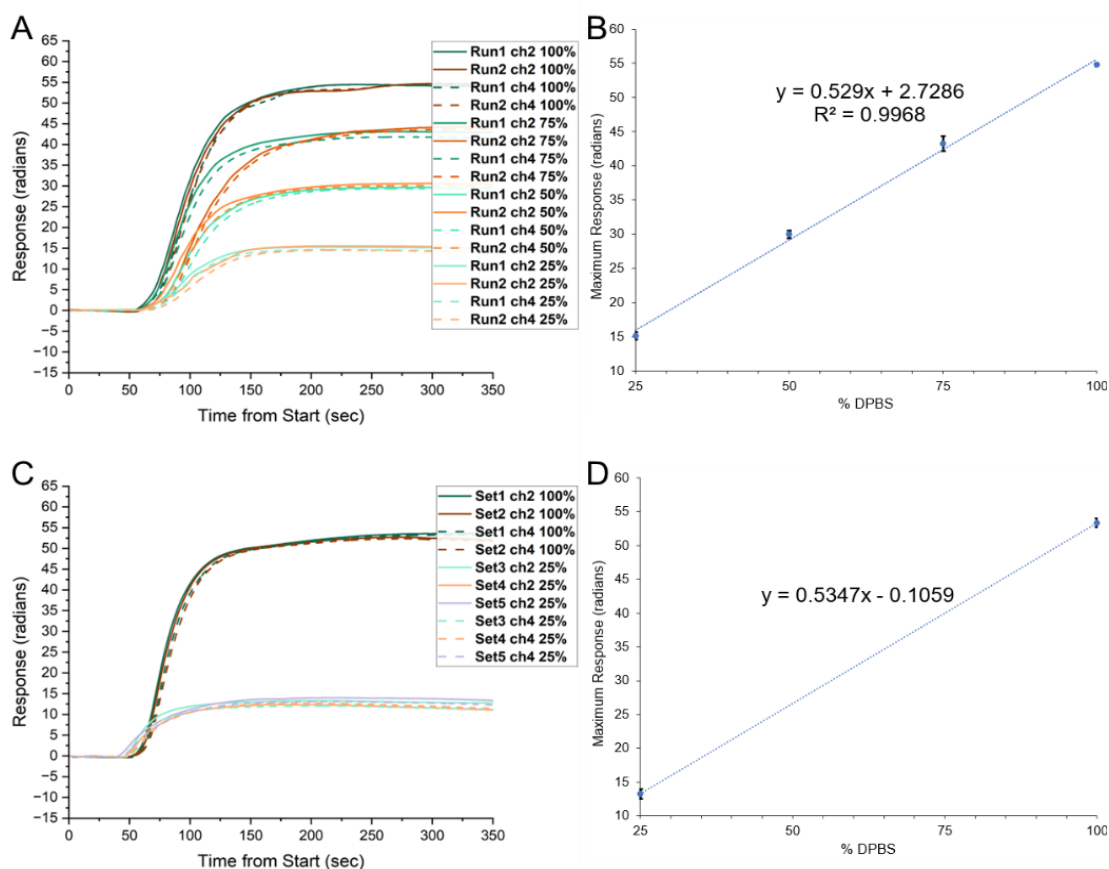 A
Response (radians)
65
60
55
50
45
40
35
30
25
20
15
10
5
0
−5
−10
−15
0
50
100
150
200
250
300
350
Time from Start (sec)
Run1 ch2 100%
Run2 ch2 100%
Run1 ch4 100%
Run2 ch4 100%
Run1 ch2 75%
Run2 ch2 75%
Run1 ch4 75%
Run2 ch4 75%
Run1 ch2 50%
Run2 ch2 50%
Run1 ch4 50%
Run2 ch4 50%
Run1 ch2 25%
Run2 ch2 25%
Run1 ch4 25%
Run2 ch4 25%
B
Maximum Response (radians)
60
55
50
45
40
35
30
25
20
15
10
25
50
75
100
% DPBS
y = 0.529x + 2.7286
R² = 0.9968
C
Response (radians)
65
60
55
50
45
40
35
30
25
20
15
10
5
0
−5
−10
−15
0
50
100
150
200
250
300
350
Time from Start (sec)
Set1 ch2 100%
Set2 ch2 100%
Set1 ch4 100%
Set2 ch4 100%
Set3 ch2 25%
Set4 ch2 25%
Set5 ch2 25%
Set3 ch4 25%
Set4 ch4 25%
Set5 ch4 25%
D
Maximum Response (radians)
60
55
50
45
40
35
30
25
20
15
10
25
50
75
100
% DPBS
y = 0.5347x - 0.1059